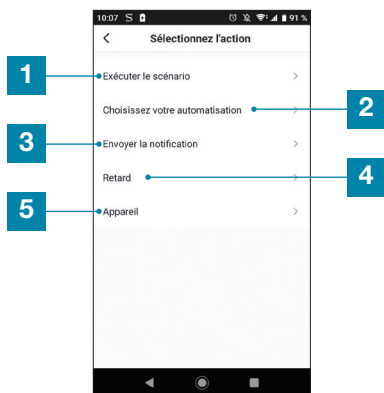 10:07 S 91 %
Sélectionnez l'action
1
Exécuter le scénario
Choisissez votre automatisation
2
3
Envoyer la notification
Retard
4
5
Appareil